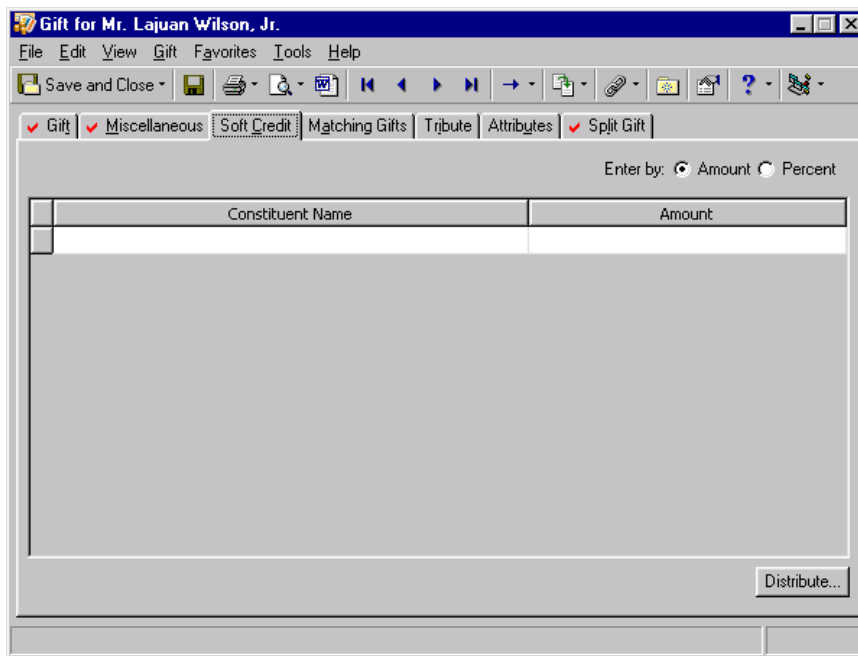 Gift for Mr. Lajuan Wilson, Jr.
File Edit View Gift Favorites Tools Help
Save and Close
Gift Miscellaneous Soft Credit Matching Gifts Tribute Attributes Split Gift
Enter by: Amount Percent
Constituent Name Amount
Distribute...